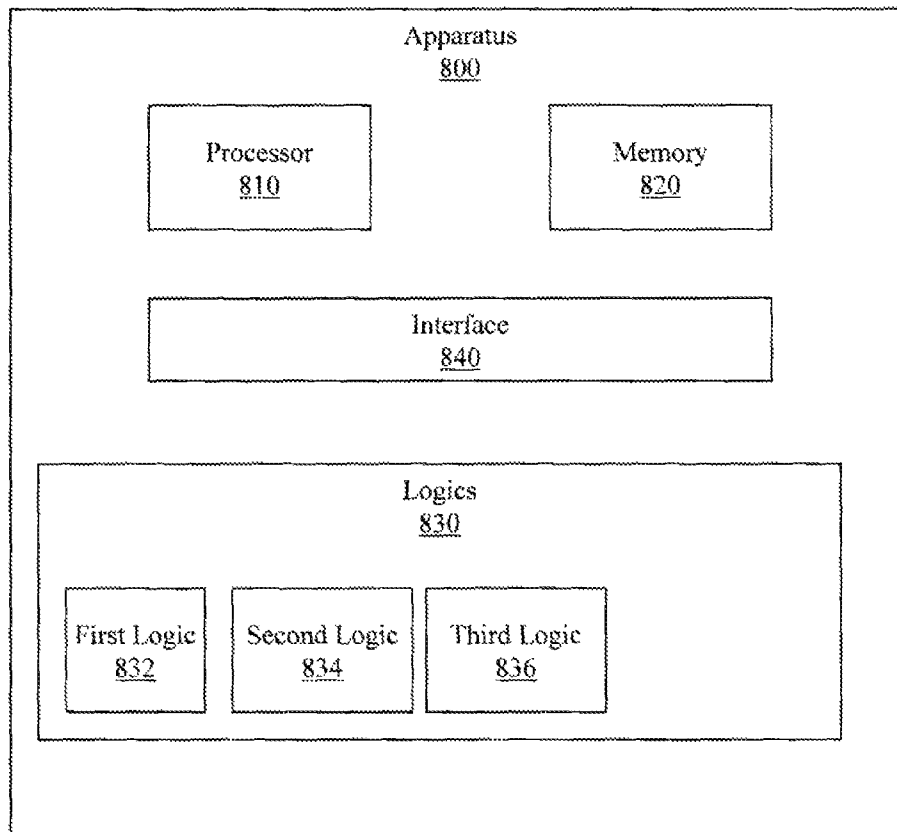 Apparatus
800
Processor
810
Memory
820
Interface
840
Logics
830
First Logic
832
Second Logic
834
Third Logic
836